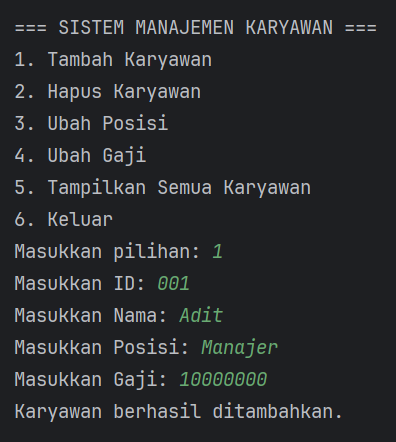 === SISTEM MANAJEMEN KARYAWAN ===
1. Tambah Karyawan
2. Hapus Karyawan
3. Ubah Posisi
4. Ubah Gaji
5. Tampilkan Semua Karyawan
6. Keluar
Masukkan pilihan: 1
Masukkan ID: 001
Masukkan Nama: Adit
Masukkan Posisi: Manajer
Masukkan Gaji: 10000000
Karyawan berhasil ditambahkan.